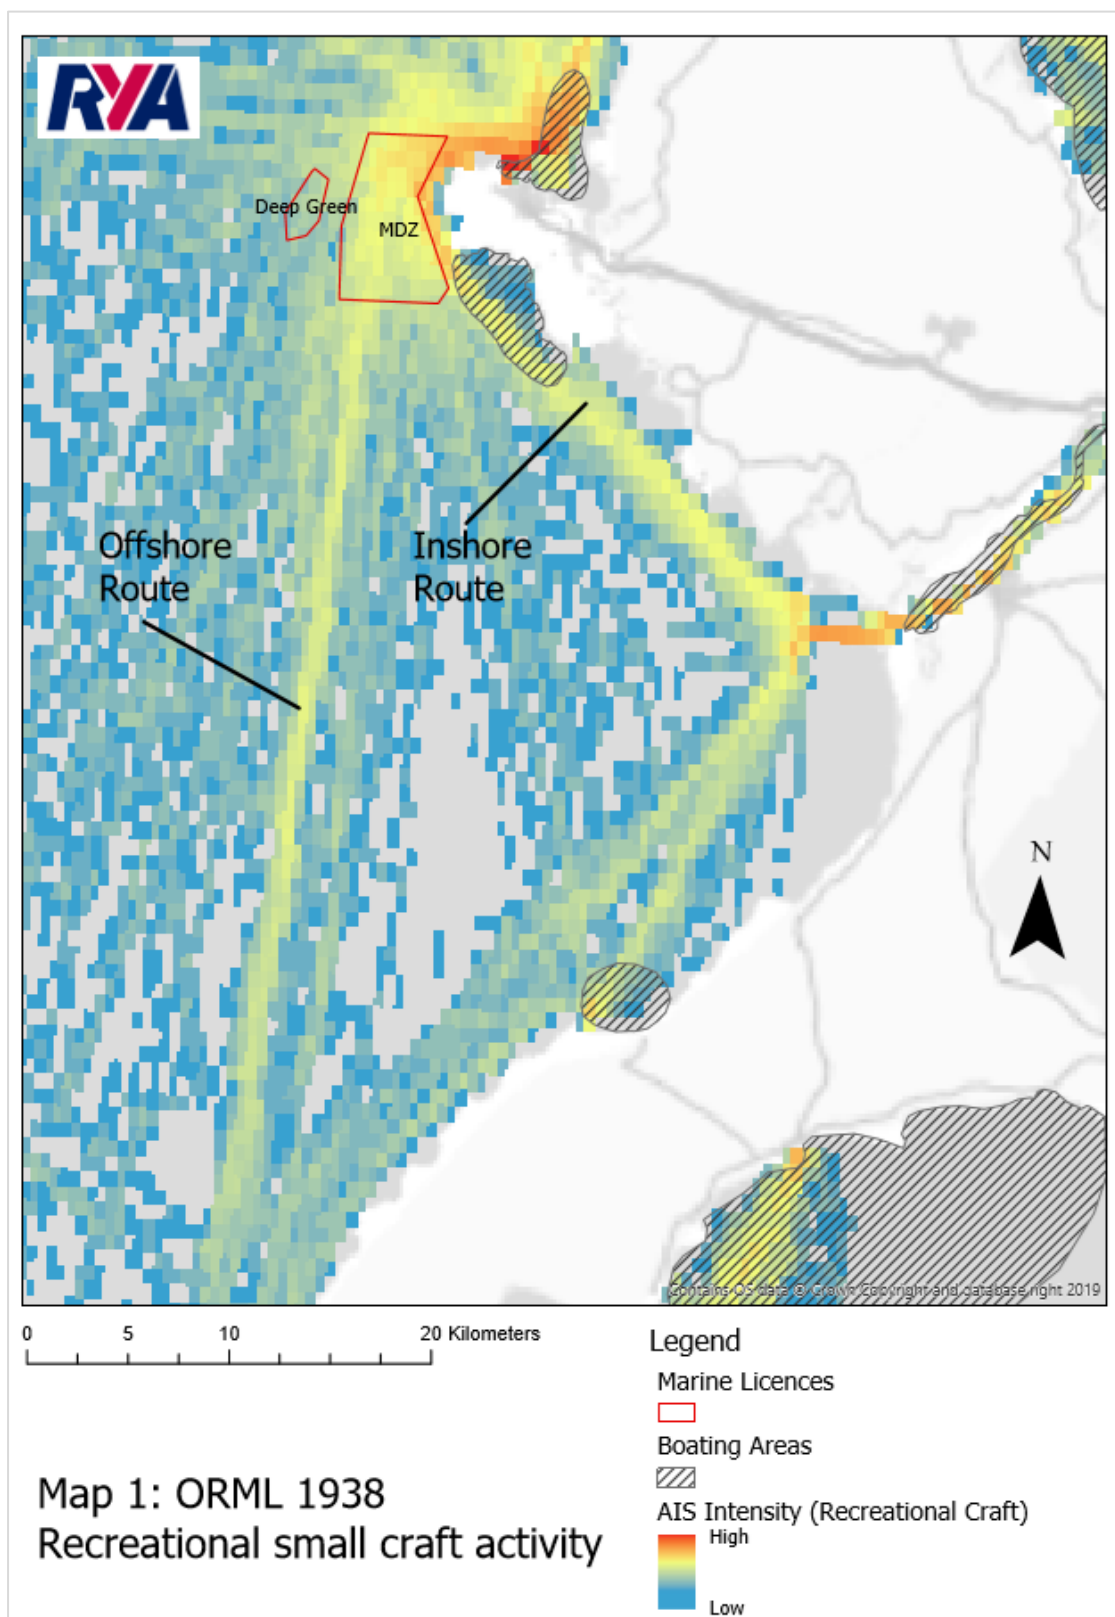 RYA
Deep Green
MDZ
Offshore
Route
Inshore
Route
N
Contains OS data © Crown Copyright and database right 2019
0 5 10 20 Kilometers
Legend
Marine Licences
Boating Areas
AIS Intensity (Recreational Craft)
High
Low
Map 1: ORML 1938
Recreational small craft activity